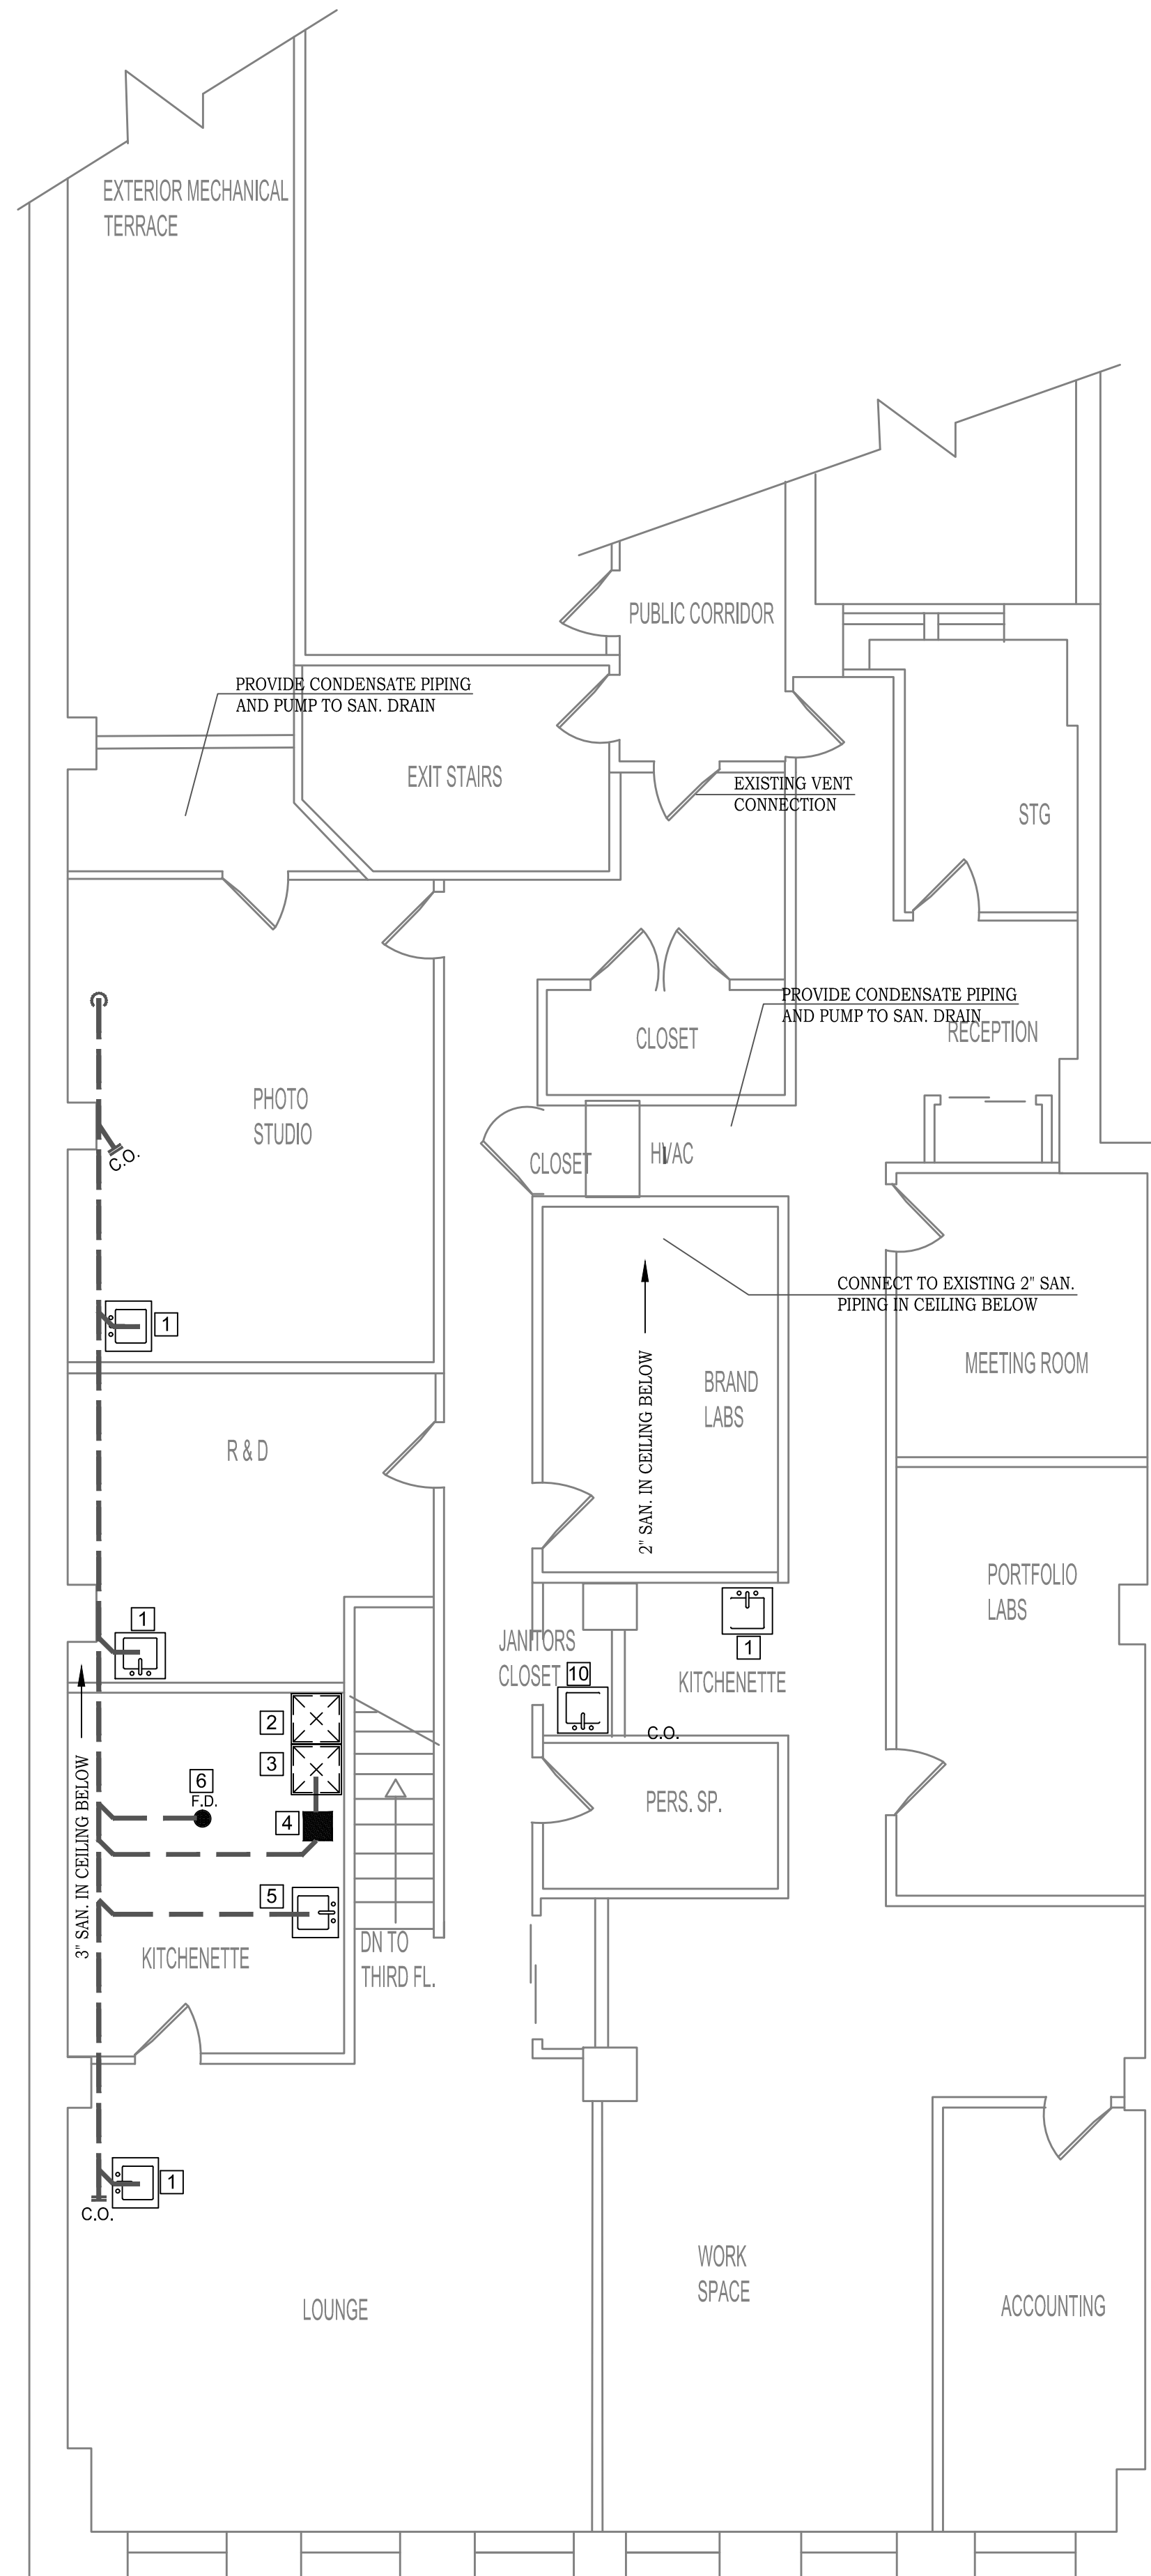 EXTERIOR MECHANICAL
TERRACE
PUBLIC CORRIDOR
PROVIDE CONDENSATE PIPING
AND PUMP TO SAN. DRAIN
EXIT STAIRS
EXISTING VENT
CONNECTION
STG
PROVIDE CONDENSATE PIPING
AND PUMP TO SAN. DRAIN
RECEPTION
CLOSET
PHOTO
STUDIO
C.O.
CLOSET
HVAC
CONNECT TO EXISTING 2" SAN.
PIPING IN CEILING BELOW
1
MEETING ROOM
BRAND
LABS
2" SAN. IN CEILING BELOW
R & D
PORTFOLIO
LABS
1
JANITORS
CLOSET
10
1
KITCHENETTE
C.O.
2
3
6
F.D.
4
5
3" SAN. IN CEILING BELOW
KITCHENETTE
PERS. SP.
DN TO
THIRD FL.
1
C.O.
WORK
SPACE
LOUNGE
ACCOUNTING